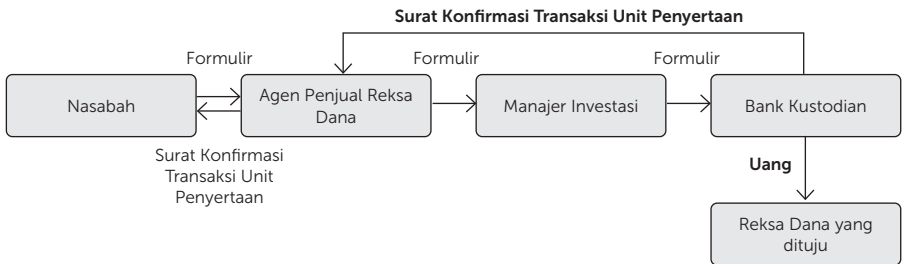 Surat Konfirmasi Transaksi Unit Penyertaan
Formulir
Formulir
Formulir
Nasabah
Agen Penjual Reksa
Dana
Manajer Investasi
Bank Kustodian
Surat Konfirmasi
Transaksi Unit
Penyertaan
Uang
Reksa Dana yang
dituju